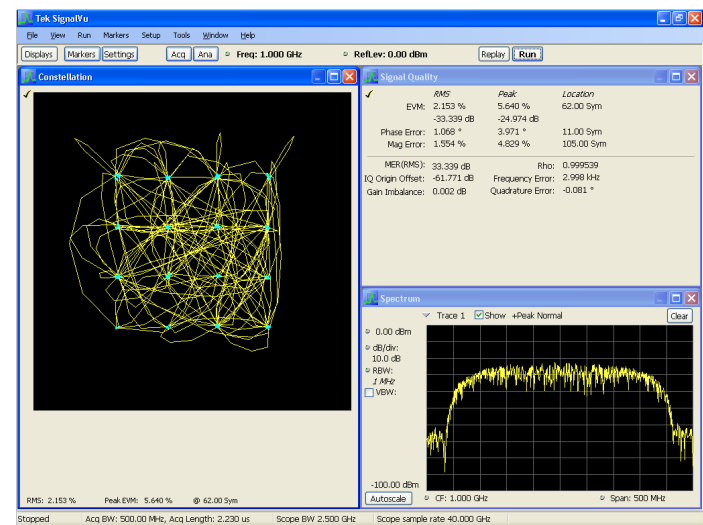 Tek SignalVu
File View Run Markers Setup Tools Window Help
Displays Markers Settings Acq Ana Freq: 1.000 GHz RefLev: 0.00 dBm Replay Run
Constellation
RMS: 2.153 % Peak EVM: 5.640 % @ 62.00 Sym
Signal Quality
RMS Peak Location
EVM: 2.153 % 5.640 % 62.00 Sym
-33.339 dB -24.974 dB
Phase Error: 1.068 ° 3.971 ° 11.00 Sym
Mag Error: 1.554 % 4.829 % 105.00 Sym
MER(RMS): 33.339 dB Rho: 0.999539
IQ Origin Offset: -61.771 dB Frequency Error: 2.998 kHz
Gain Imbalance: 0.002 dB Quadrature Error: -0.081 °
Spectrum
Trace 1 Show +Peak Normal Clear
0.00 dBm
dB/div:
10.0 dB
RBW:
1 MHz
VBW:
-100.00 dBm
Autoscale CF: 1.000 GHz Span: 500 MHz
Stopped Acq BW: 500.00 MHz, Acq Length: 2.230 us Scope BW 2.500 GHz Scope sample rate 40.000 GHz